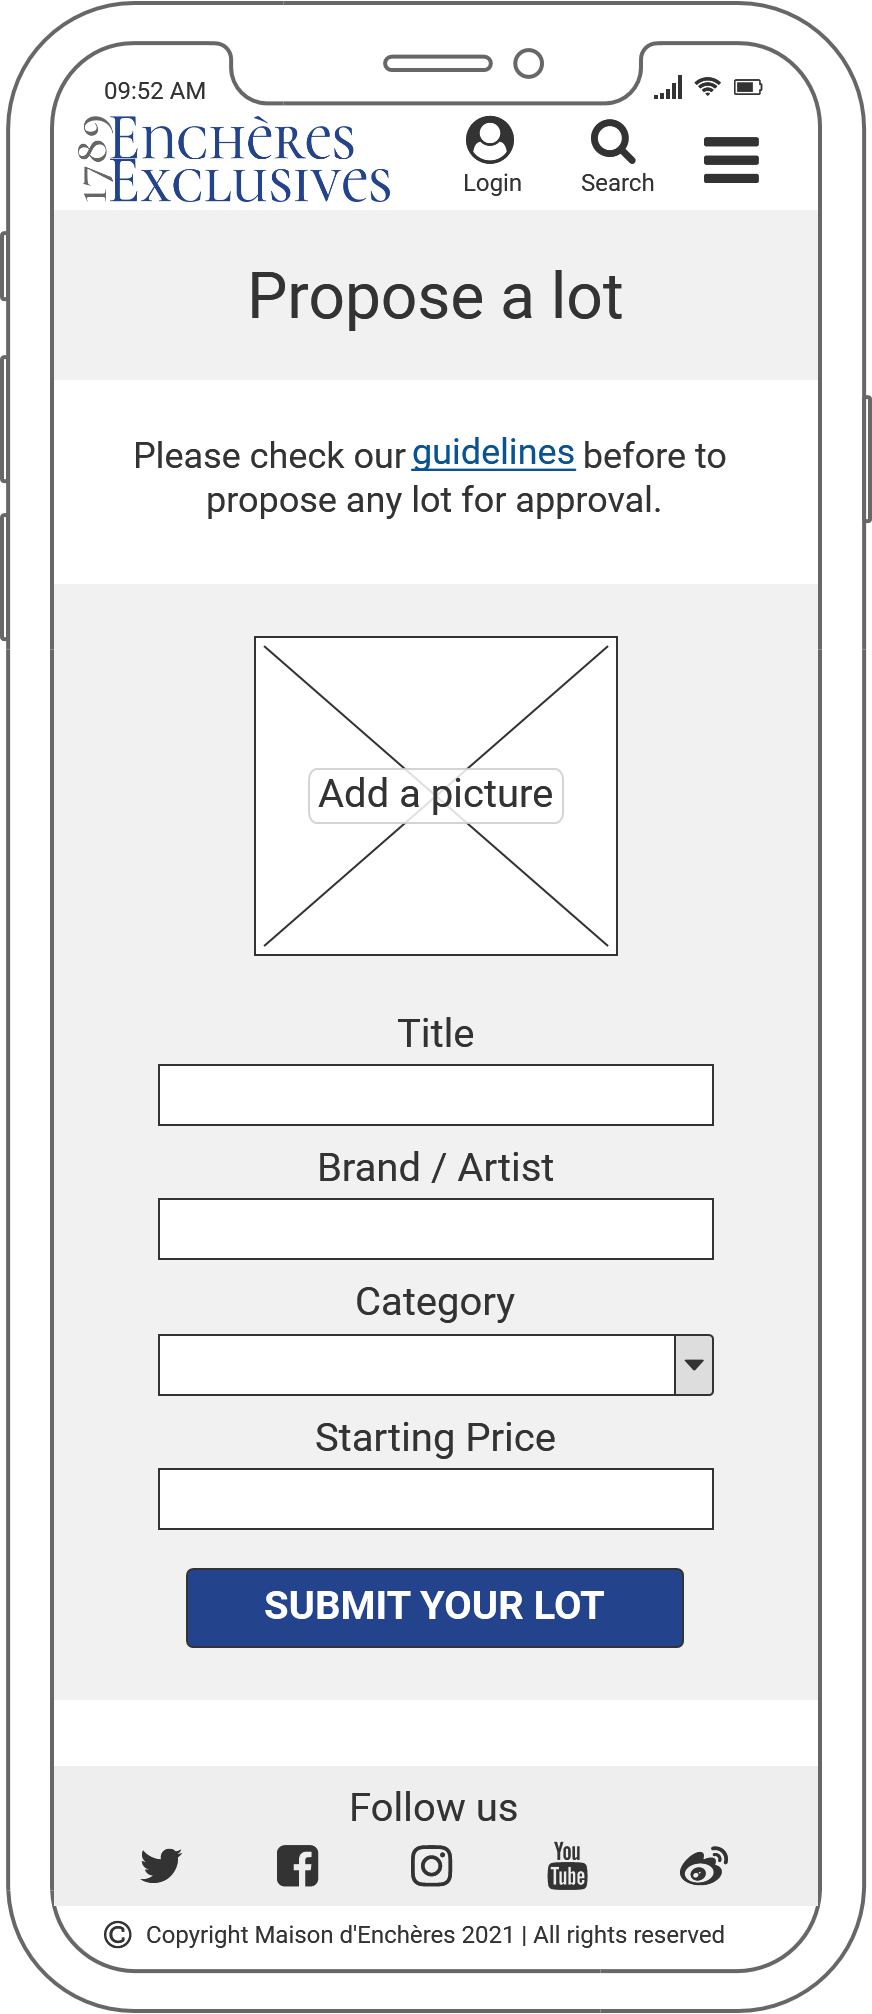 09:52 AM
1789
Enchères
Exclusives
Login
Search
Propose a lot
Please check our guidelines before to
propose any lot for approval.
Add a picture
Title
Brand / Artist
Category
Starting Price
SUBMIT YOUR LOT
Follow us
You
Tube
© Copyright Maison d'Enchères 2021 | All rights reserved